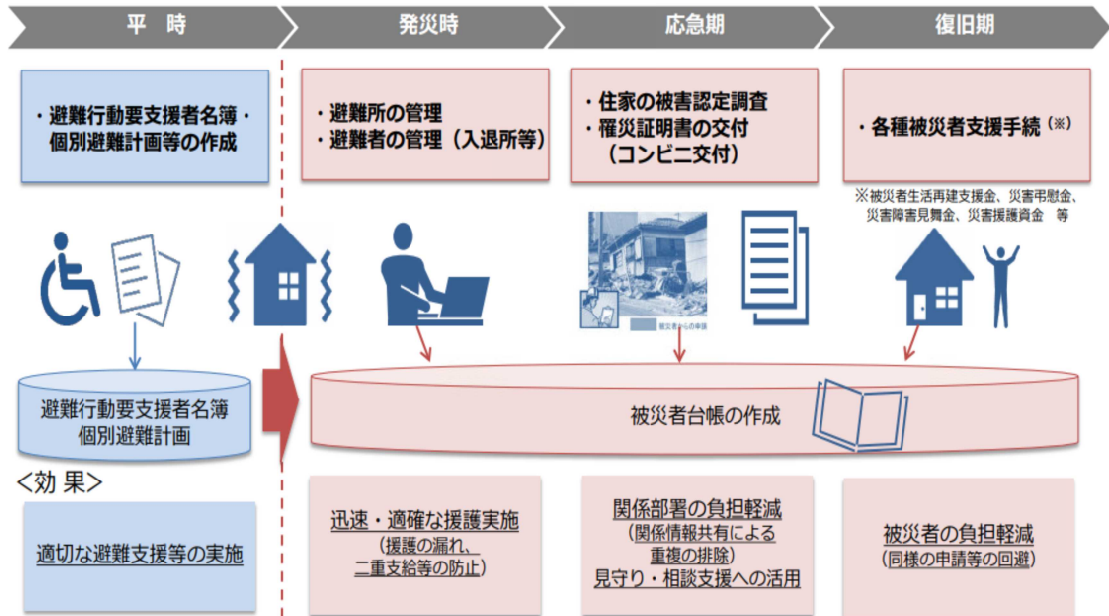 平　時
発災時
応急期
復旧期
・避難行動要支援者名簿・
個別避難計画等の作成
・避難所の管理
・避難者の管理（入退所等）
・住家の被害認定調査
・罹災証明書の交付
（コンビニ交付）
・各種被災者支援手続（※）
※被災者生活再建支援金、災害弔慰金、
災害障害見舞金、災害援護資金　等
被災者からの申請
避難行動要支援者名簿
個別避難計画
被災者台帳の作成
＜効 果＞
適切な避難支援等の実施
迅速・適確な援護実施
（援護の漏れ、
二重支給等の防止）
関係部署の負担軽減
（関係情報共有による
重複の排除）
見守り・相談支援への活用
被災者の負担軽減
（同様の申請等の回避）